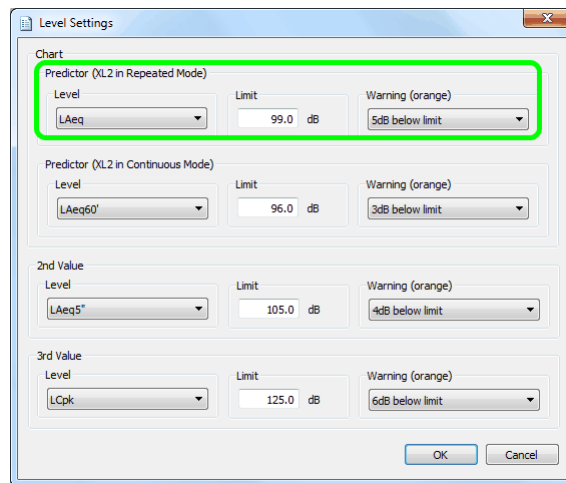 Level Settings
Chart
Predictor (XL2 in Repeated Mode)
Level Limit Warning (orange)
LAeq 99.0 dB 5dB below limit
Predictor (XL2 in Continuous Mode)
Level Limit Warning (orange)
LAeq60' 96.0 dB 3dB below limit
2nd Value
Level Limit Warning (orange)
LAeq5" 105.0 dB 4dB below limit
3rd Value
Level Limit Warning (orange)
LCpk 125.0 dB 6dB below limit
OK Cancel